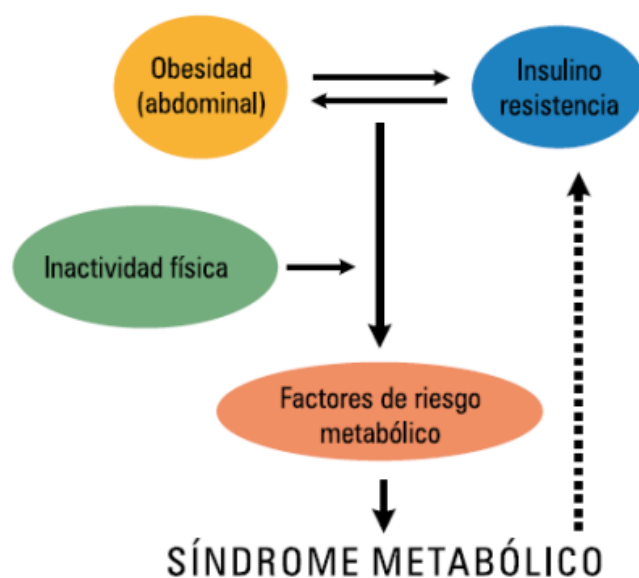 Obesidad
(abdominal)
Insulino
resistencia
Inactividad física
Factores de riesgo
metabólico
SÍNDROME METABÓLICO